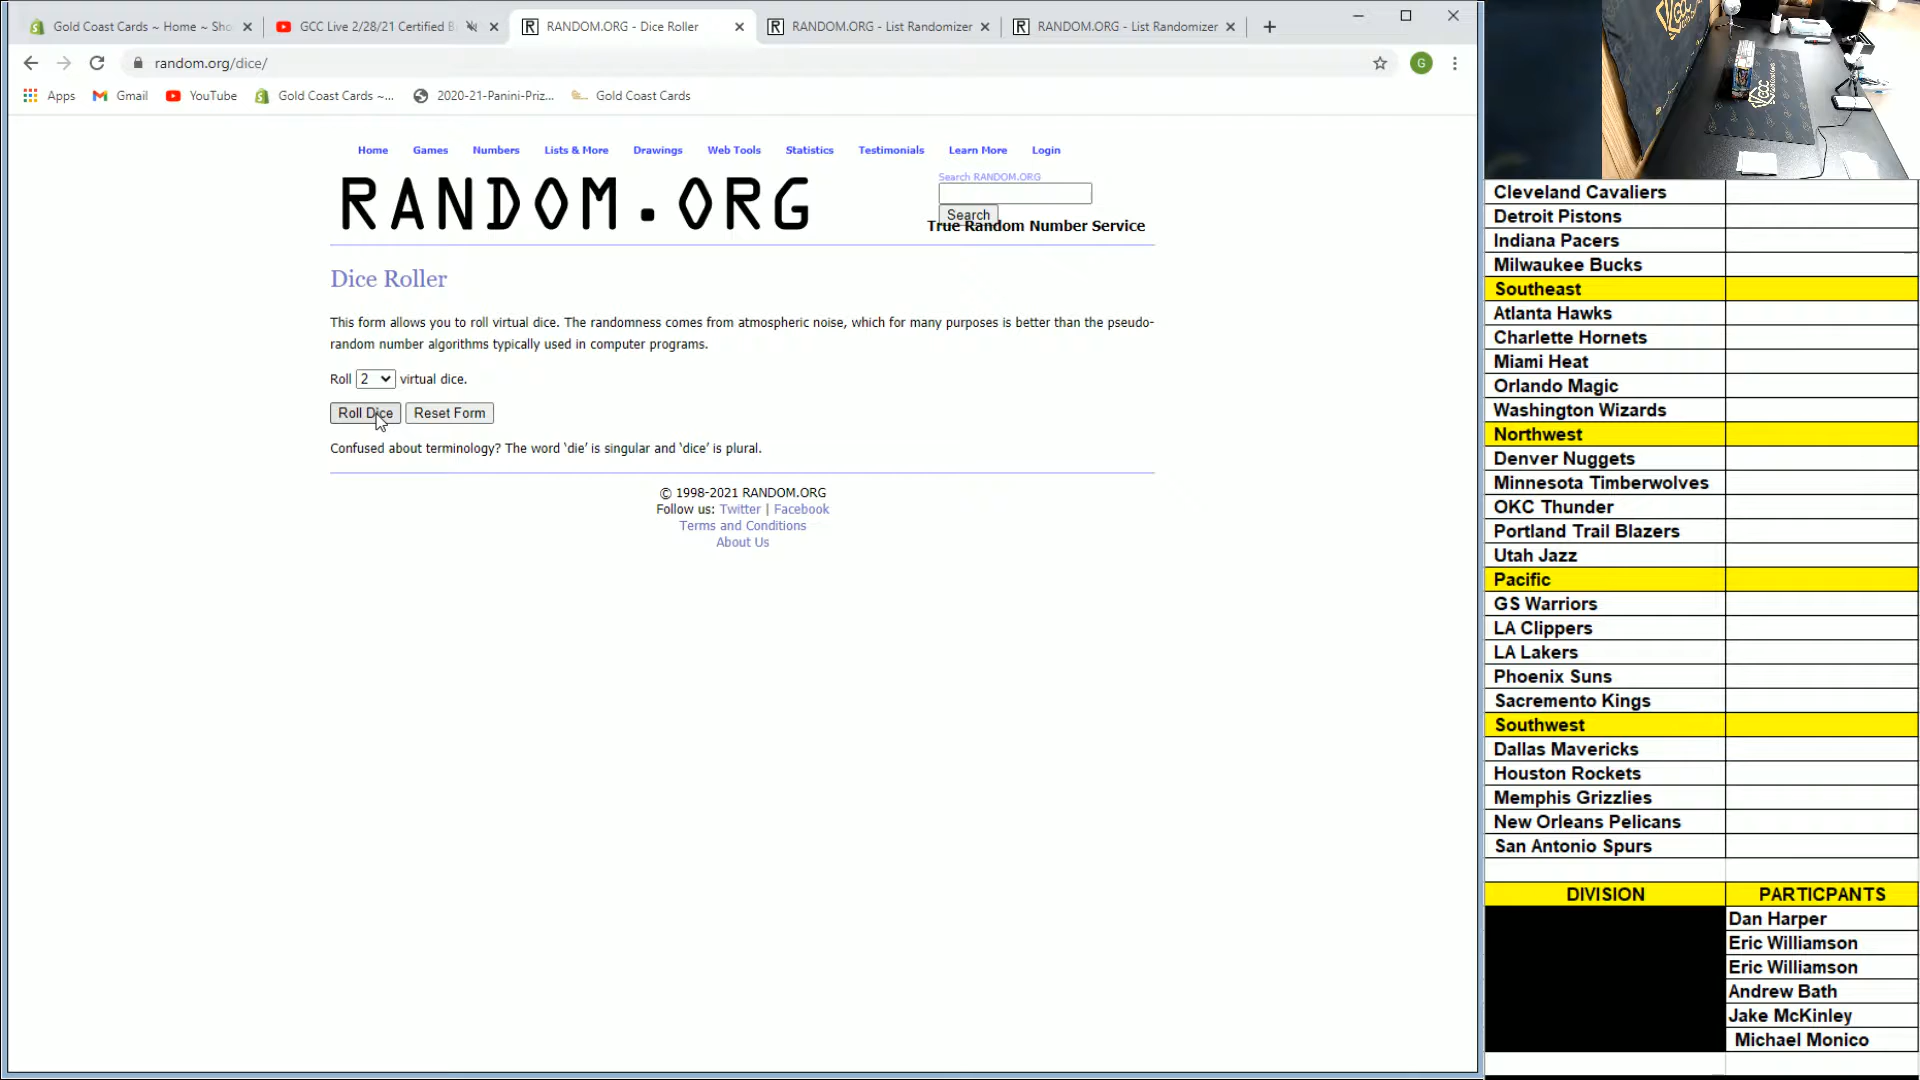 Gold Coast Cards ~ Home ~ Sho
GCC Live 2/28/21 Certified B
RANDOM.ORG - Dice Roller
RANDOM.ORG - List Randomizer
RANDOM.ORG - List Randomizer
random.org/dice/
G
Apps
Gmail
YouTube
Gold Coast Cards ~...
2020-21-Panini-Priz...
Gold Coast Cards
Home Games Numbers Lists & More Drawings Web Tools Statistics Testimonials Learn More Login
RANDOM.ORG
Search RANDOM.ORG
Search
True Random Number Service
Dice Roller
This form allows you to roll virtual dice. The randomness comes from atmospheric noise, which for many purposes is better than the pseudo-
random number algorithms typically used in computer programs.
Roll 2 virtual dice.
Roll Dice Reset Form
Confused about terminology? The word ‘die’ is singular and ‘dice’ is plural.
© 1998-2021 RANDOM.ORG
Follow us: Twitter | Facebook
Terms and Conditions
About Us
GCC
Cleveland Cavaliers
Detroit Pistons
Indiana Pacers
Milwaukee Bucks
Southeast
Atlanta Hawks
Charlette Hornets
Miami Heat
Orlando Magic
Washington Wizards
Northwest
Denver Nuggets
Minnesota Timberwolves
OKC Thunder
Portland Trail Blazers
Utah Jazz
Pacific
GS Warriors
LA Clippers
LA Lakers
Phoenix Suns
Sacremento Kings
Southwest
Dallas Mavericks
Houston Rockets
Memphis Grizzlies
New Orleans Pelicans
San Antonio Spurs
DIVISION PARTICPANTS
Dan Harper
Eric Williamson
Eric Williamson
Andrew Bath
Jake McKinley
Michael Monico